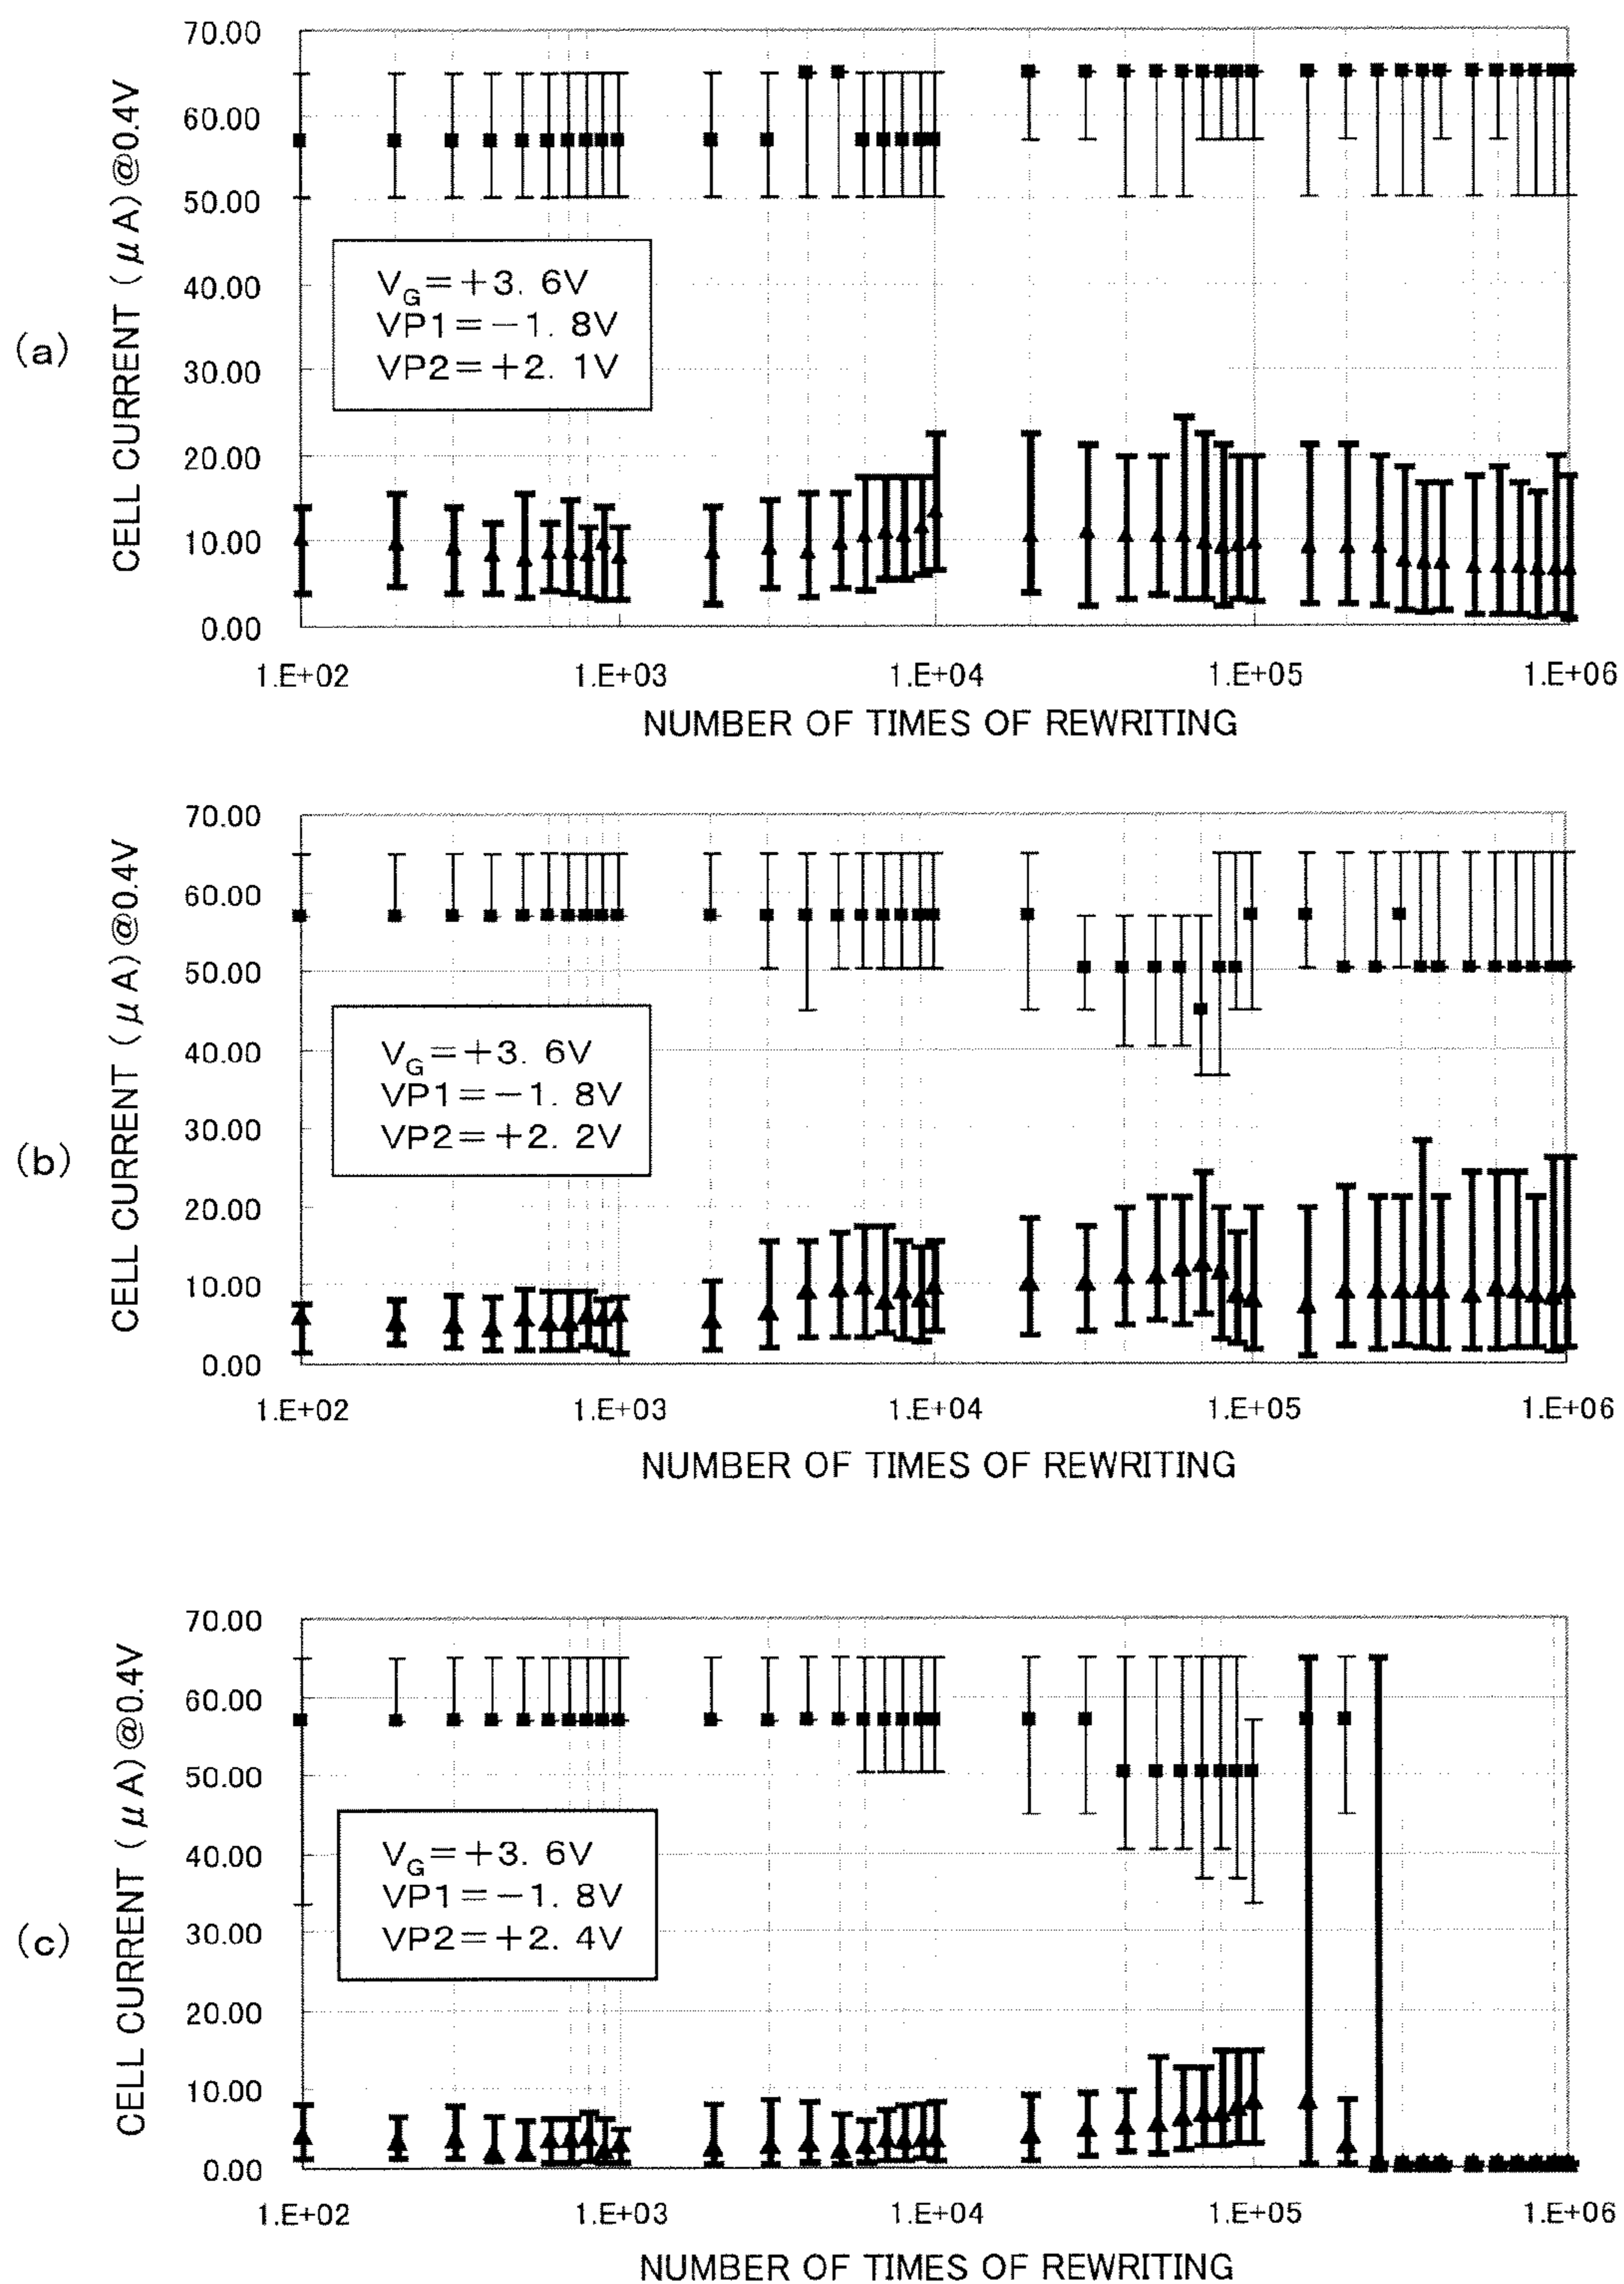 (a)
CELL CURRENT (μA)@0.4V
70.00
60.00
50.00
40.00
30.00
20.00
10.00
0.00
VG=+3. 6V
VP1=−1. 8V
VP2=+2. 1V
1.E+02 1.E+03 1.E+04 1.E+05 1.E+06
NUMBER OF TIMES OF REWRITING
(b)
CELL CURRENT (μA)@0.4V
70.00
60.00
50.00
40.00
30.00
20.00
10.00
0.00
VG=+3. 6V
VP1=−1. 8V
VP2=+2. 2V
1.E+02 1.E+03 1.E+04 1.E+05 1.E+06
NUMBER OF TIMES OF REWRITING
(c)
CELL CURRENT (μA)@0.4V
70.00
60.00
50.00
40.00
30.00
20.00
10.00
0.00
VG=+3. 6V
VP1=−1. 8V
VP2=+2. 4V
1.E+02 1.E+03 1.E+04 1.E+05 1.E+06
NUMBER OF TIMES OF REWRITING